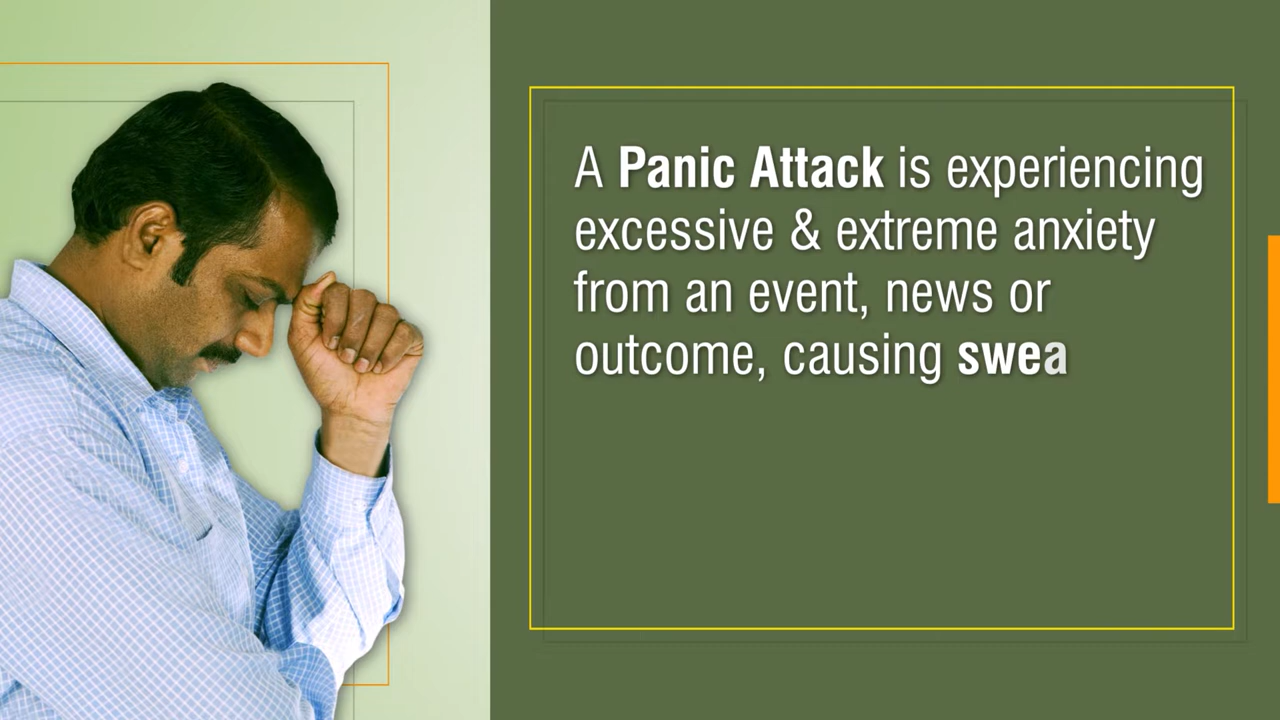 A Panic Attack is experiencing
excessive & extreme anxiety
from an event, news or
outcome, causing swea